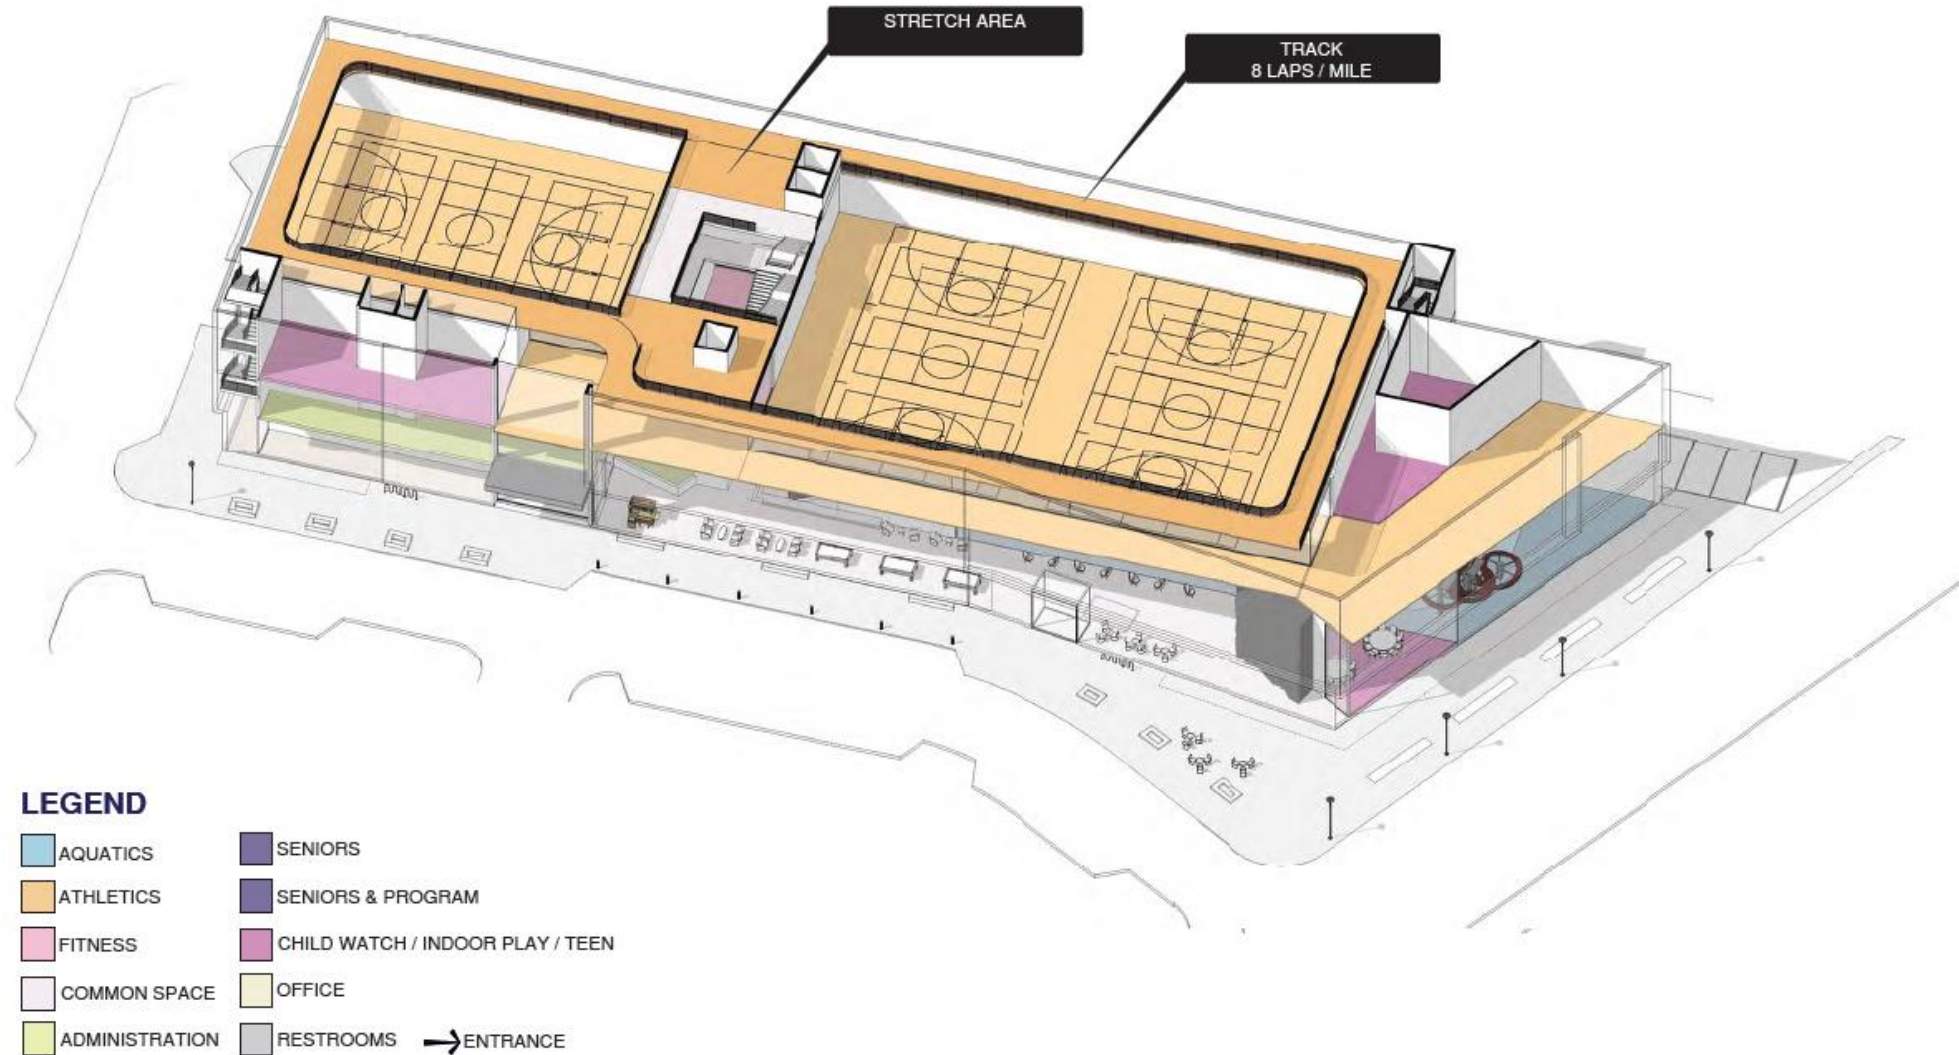 STRETCH AREA
TRACK
8 LAPS / MILE
LEGEND
AQUATICS
ATHLETICS
FITNESS
COMMON SPACE
ADMINISTRATION
SENIORS
SENIORS & PROGRAM
CHILD WATCH / INDOOR PLAY / TEEN
OFFICE
RESTROOMS
ENTRANCE